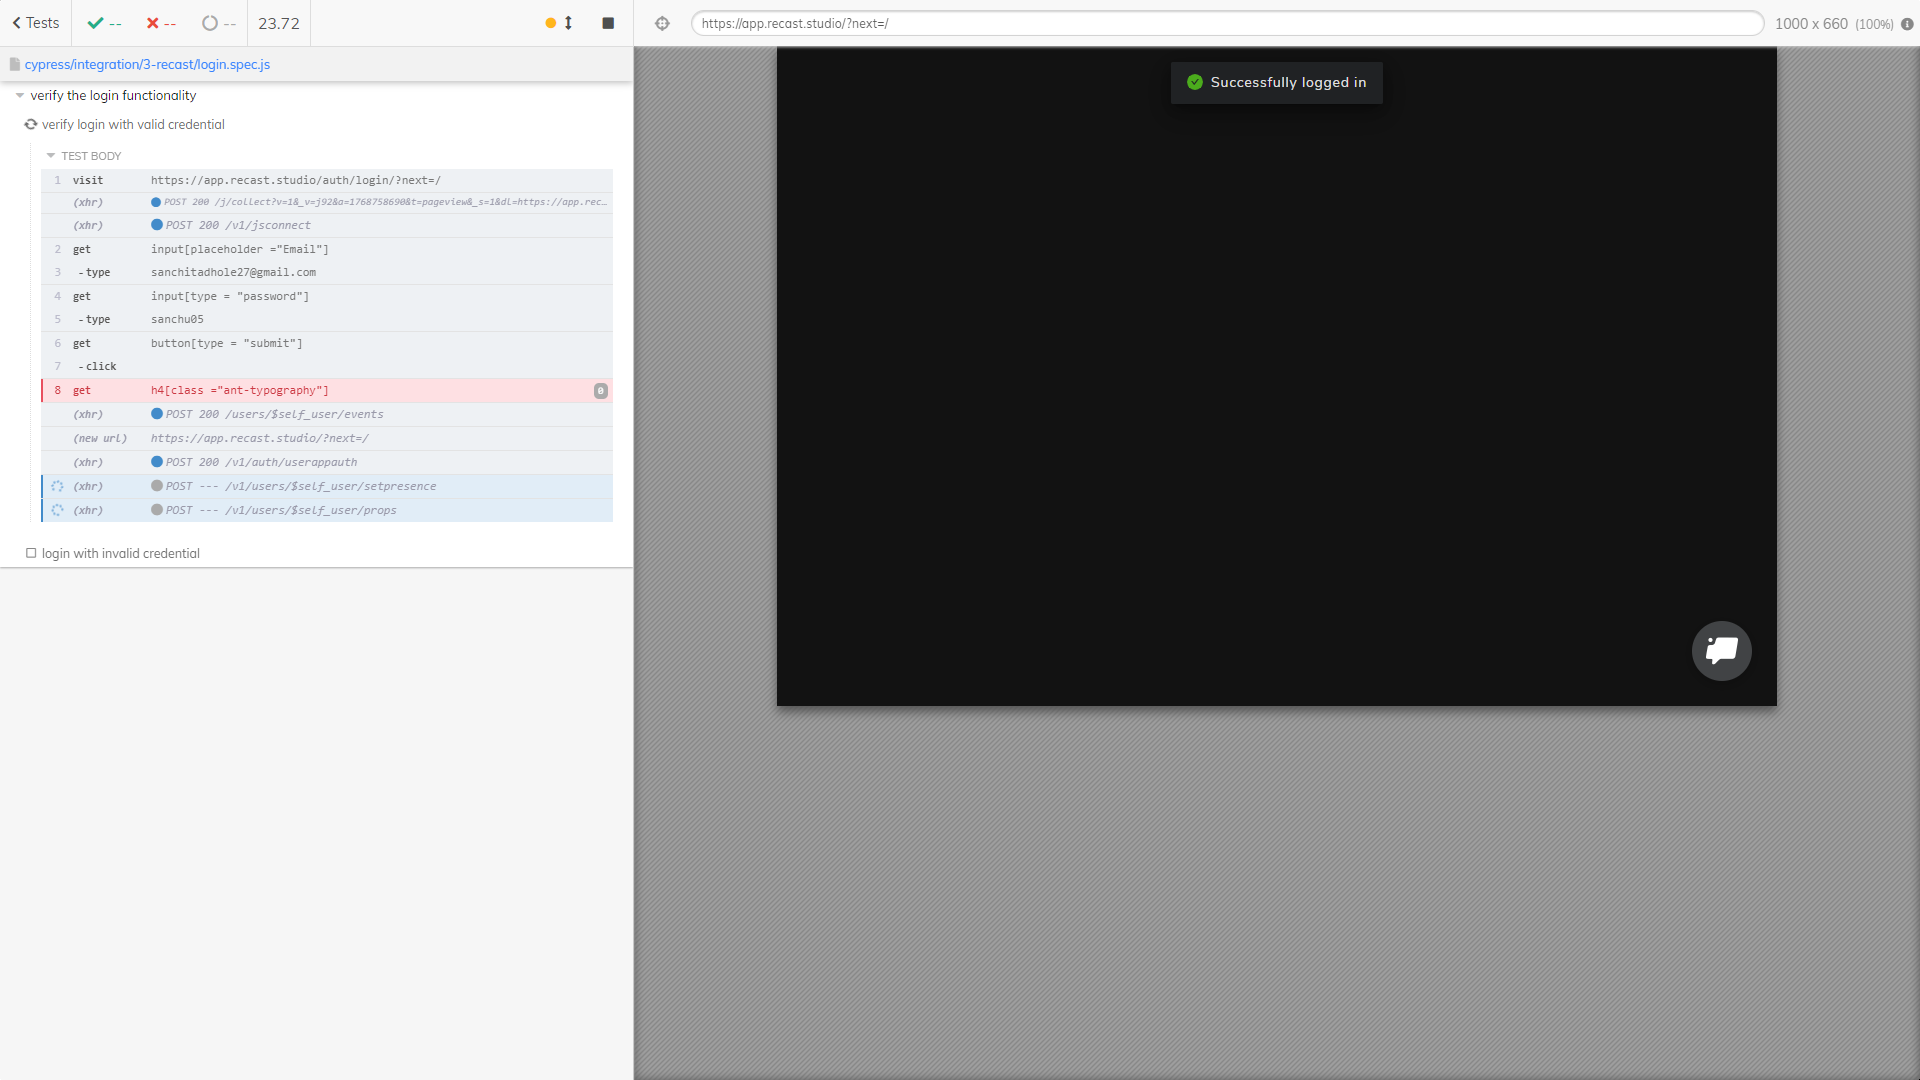 Tests
--
--
--
23.72
https://app.recast.studio/?next=/
1000 x 660 (100%)
cypress/integration/3-recast/login.spec.js
verify the login functionality
verify login with valid credential
TEST BODY
1 visit https://app.recast.studio/auth/login/?next=/
(xhr) POST 200 /j/collect?v=1&_v=j92&a=1768758690&t=pageview&_s=1&dl=https://app.rec…
(xhr) POST 200 /v1/jsconnect
2 get input[placeholder ="Email"]
3 -type sanchitadhole27@gmail.com
4 get input[type = "password"]
5 -type sanchu05
6 get button[type = "submit"]
7 -click
8 get h4[class ="ant-typography"] 0
(xhr) POST 200 /users/$self_user/events
(new url) https://app.recast.studio/?next=/
(xhr) POST 200 /v1/auth/userappauth
(xhr) POST --- /v1/users/$self_user/setpresence
(xhr) POST --- /v1/users/$self_user/props
login with invalid credential
Successfully logged in